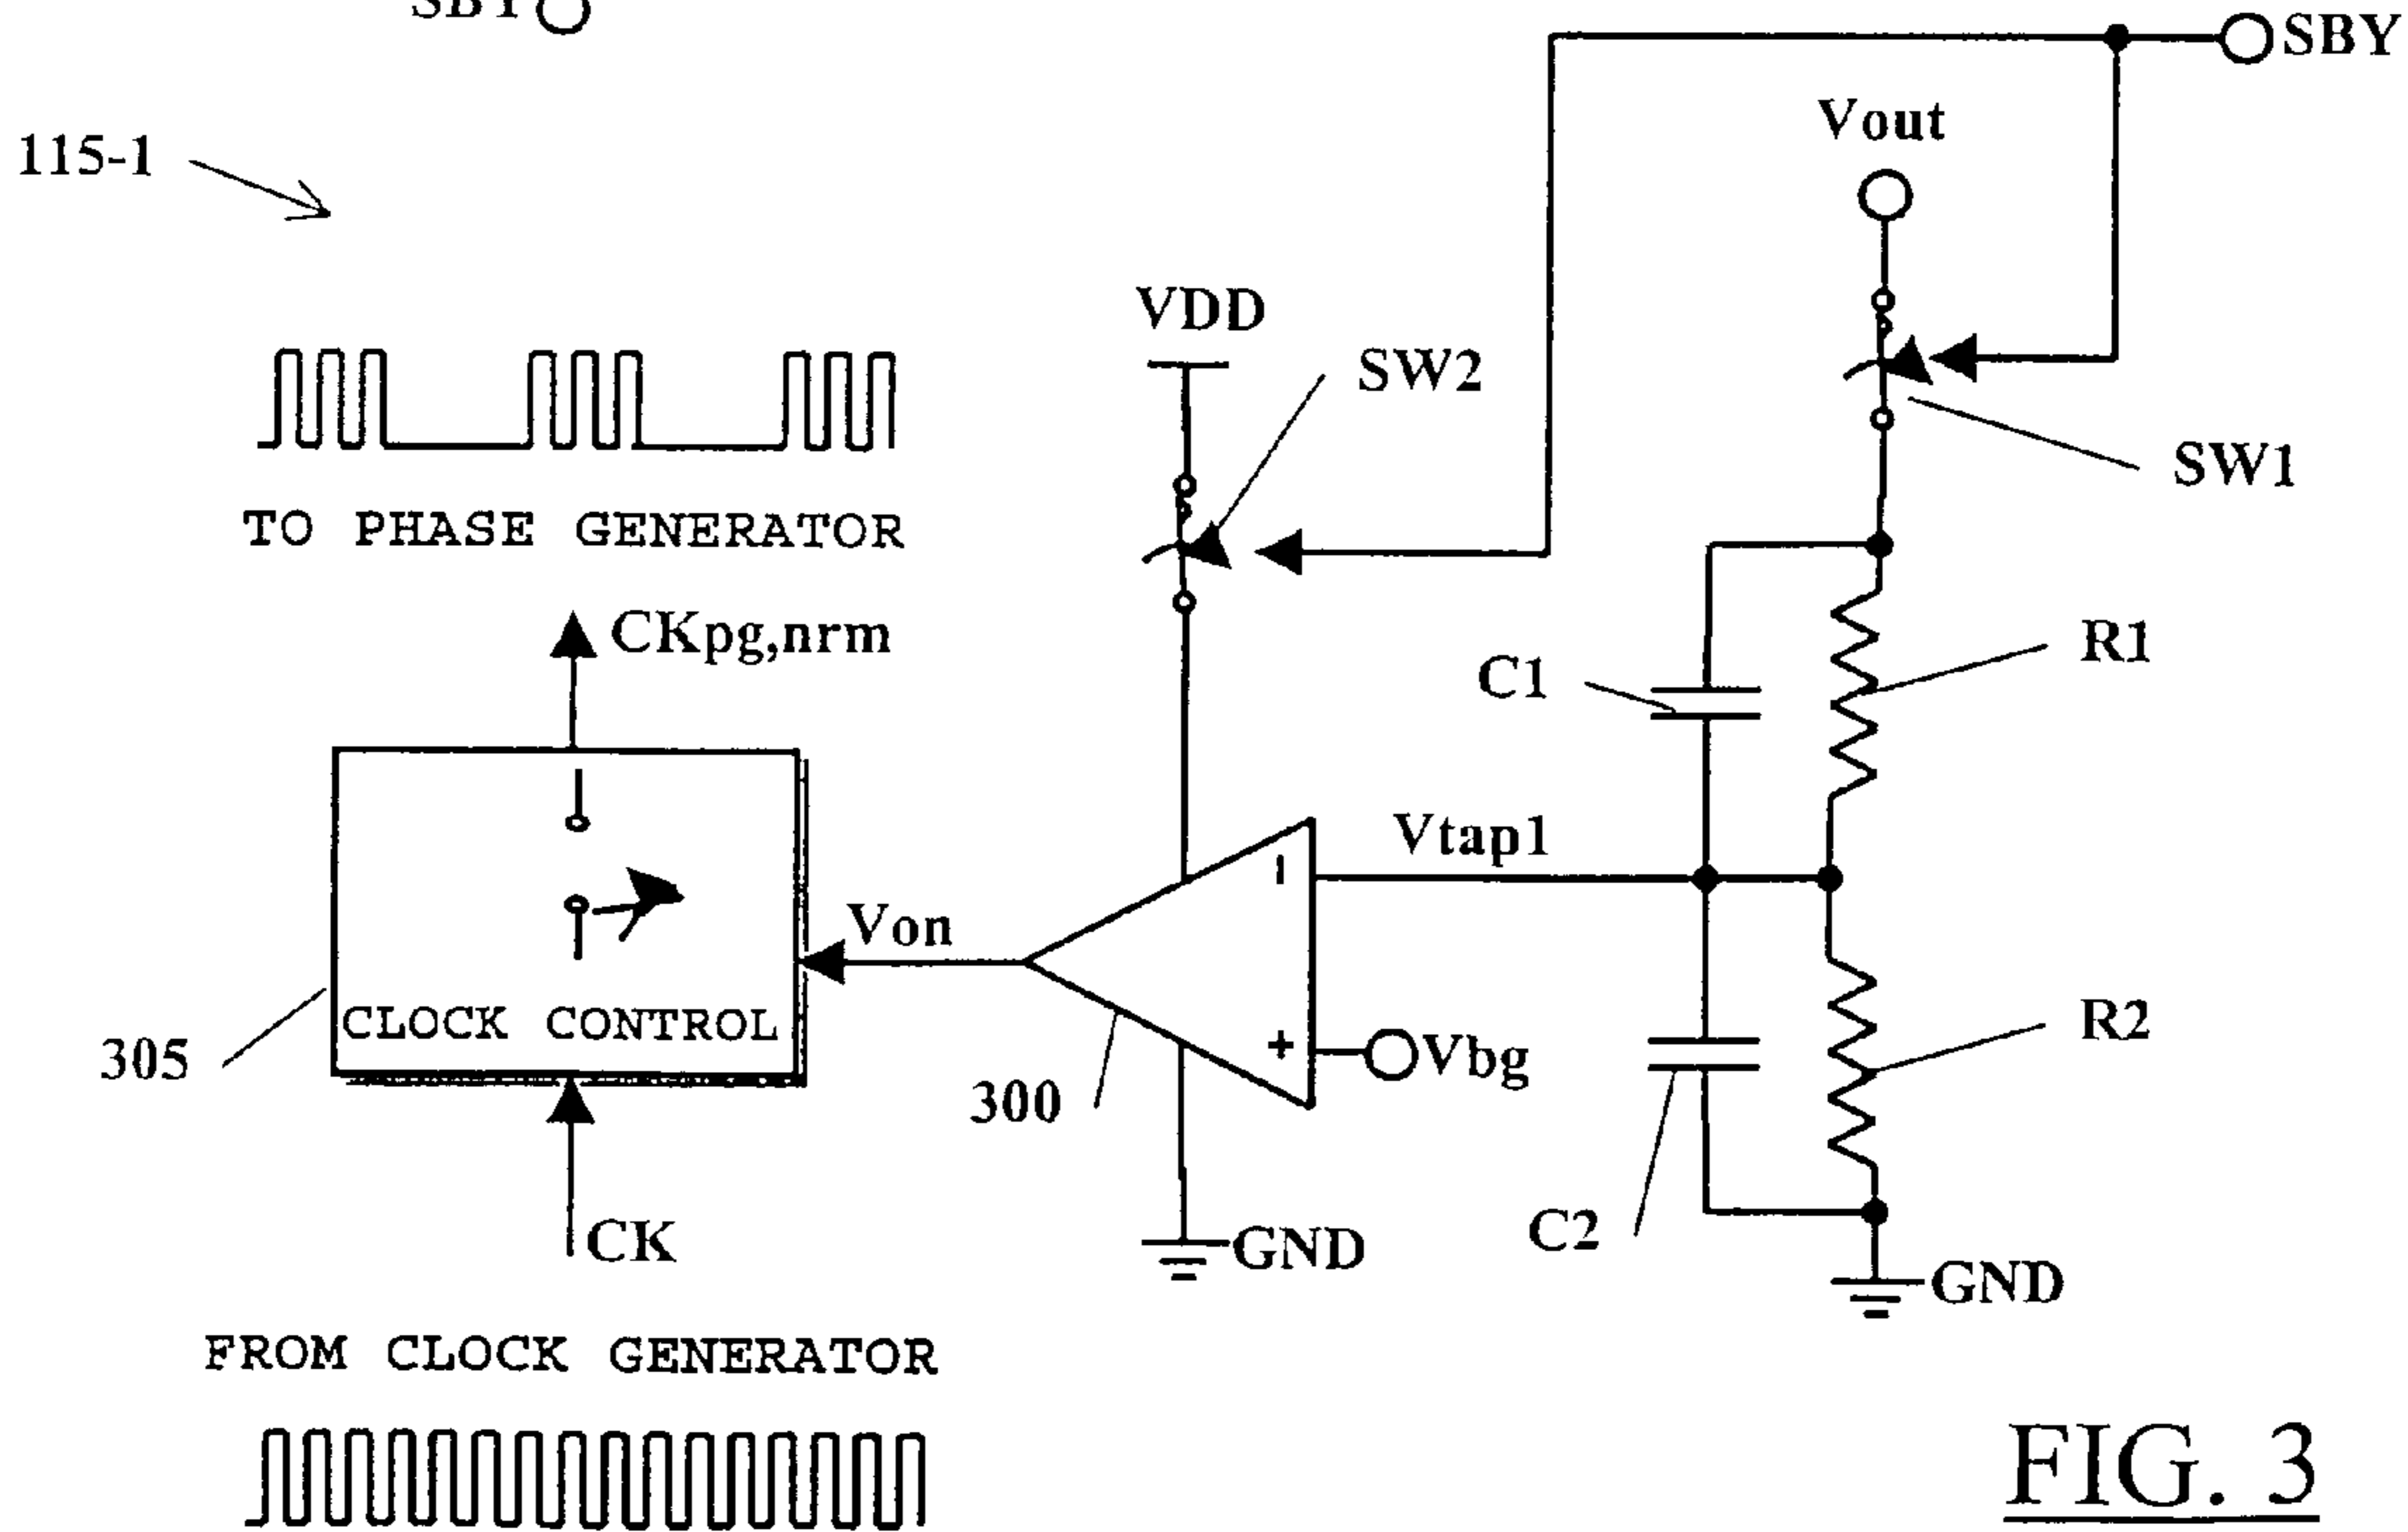 SBY
SBY
Vout
115-1
VDD
SW2
SW1
TO PHASE GENERATOR
CKpg,nrm
R1
C1
Vtap1
-
Von
CLOCK CONTROL
R2
305
+
Vbg
300
CK
GND
C2
GND
FROM CLOCK GENERATOR
FIG. 3